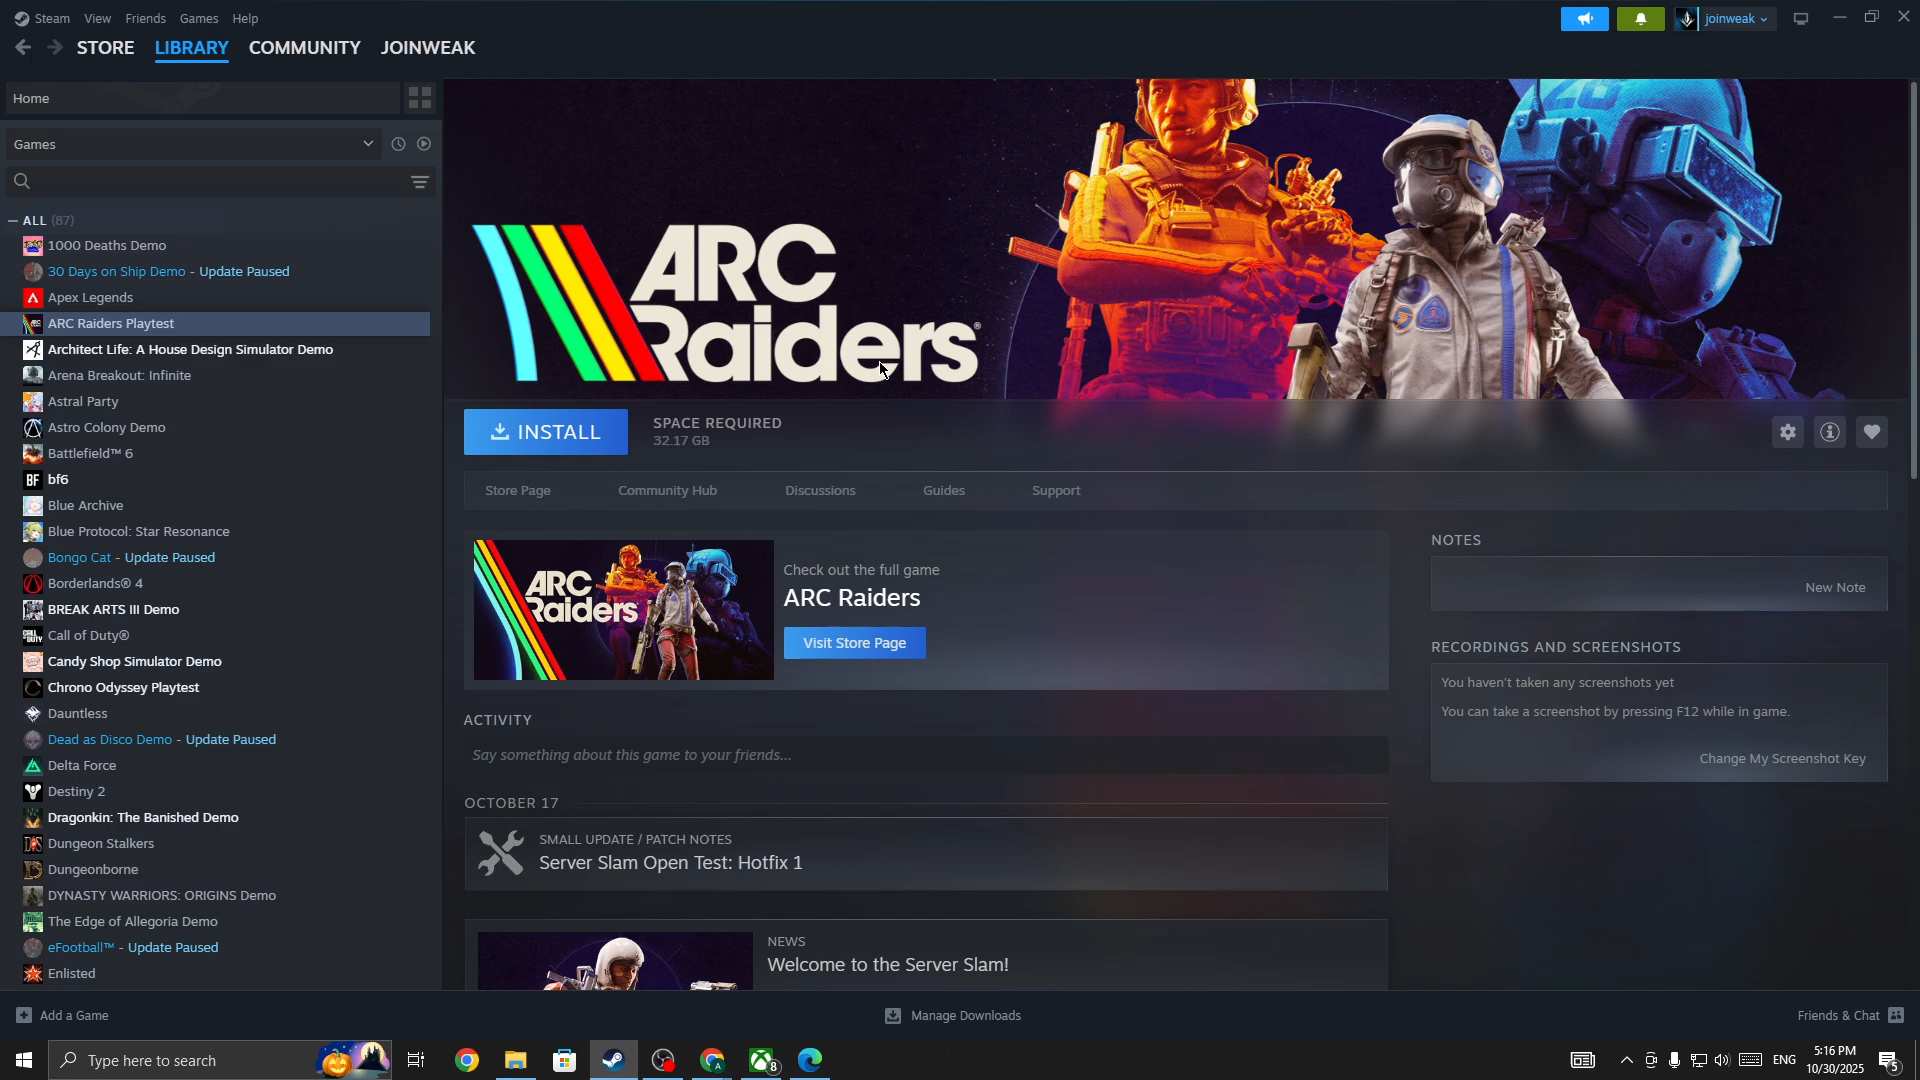 Steam View Friends Games Help
joinweak
STORE LIBRARY COMMUNITY JOINWEAK
Home
Games
ALL (87)
1000 Deaths Demo
30 Days on Ship Demo - Update Paused
Apex Legends
ARC Raiders Playtest
Architect Life: A House Design Simulator Demo
Arena Breakout: Infinite
Astral Party
Astro Colony Demo
Battlefield™ 6
BF bf6
Blue Archive
Blue Protocol: Star Resonance
Bongo Cat - Update Paused
Borderlands® 4
BREAK ARTS III Demo
Call of Duty®
Candy Shop Simulator Demo
Chrono Odyssey Playtest
Dauntless
Dead as Disco Demo - Update Paused
Delta Force
Destiny 2
Dragonkin: The Banished Demo
Dungeon Stalkers
Dungeonborne
DYNASTY WARRIORS: ORIGINS Demo
The Edge of Allegoria Demo
eFootball™ - Update Paused
Enlisted
ARC
Raiders®
INSTALL
SPACE REQUIRED
32.17 GB
Store Page Community Hub Discussions Guides Support
ARC
Raiders
Check out the full game
ARC Raiders
Visit Store Page
ACTIVITY
Say something about this game to your friends...
OCTOBER 17
SMALL UPDATE / PATCH NOTES
Server Slam Open Test: Hotfix 1
NEWS
Welcome to the Server Slam!
NOTES
New Note
RECORDINGS AND SCREENSHOTS
You haven't taken any screenshots yet
You can take a screenshot by pressing F12 while in game.
Change My Screenshot Key
Add a Game
Manage Downloads
Friends & Chat
Type here to search
8
ENG
5:16 PM
10/30/2025
5